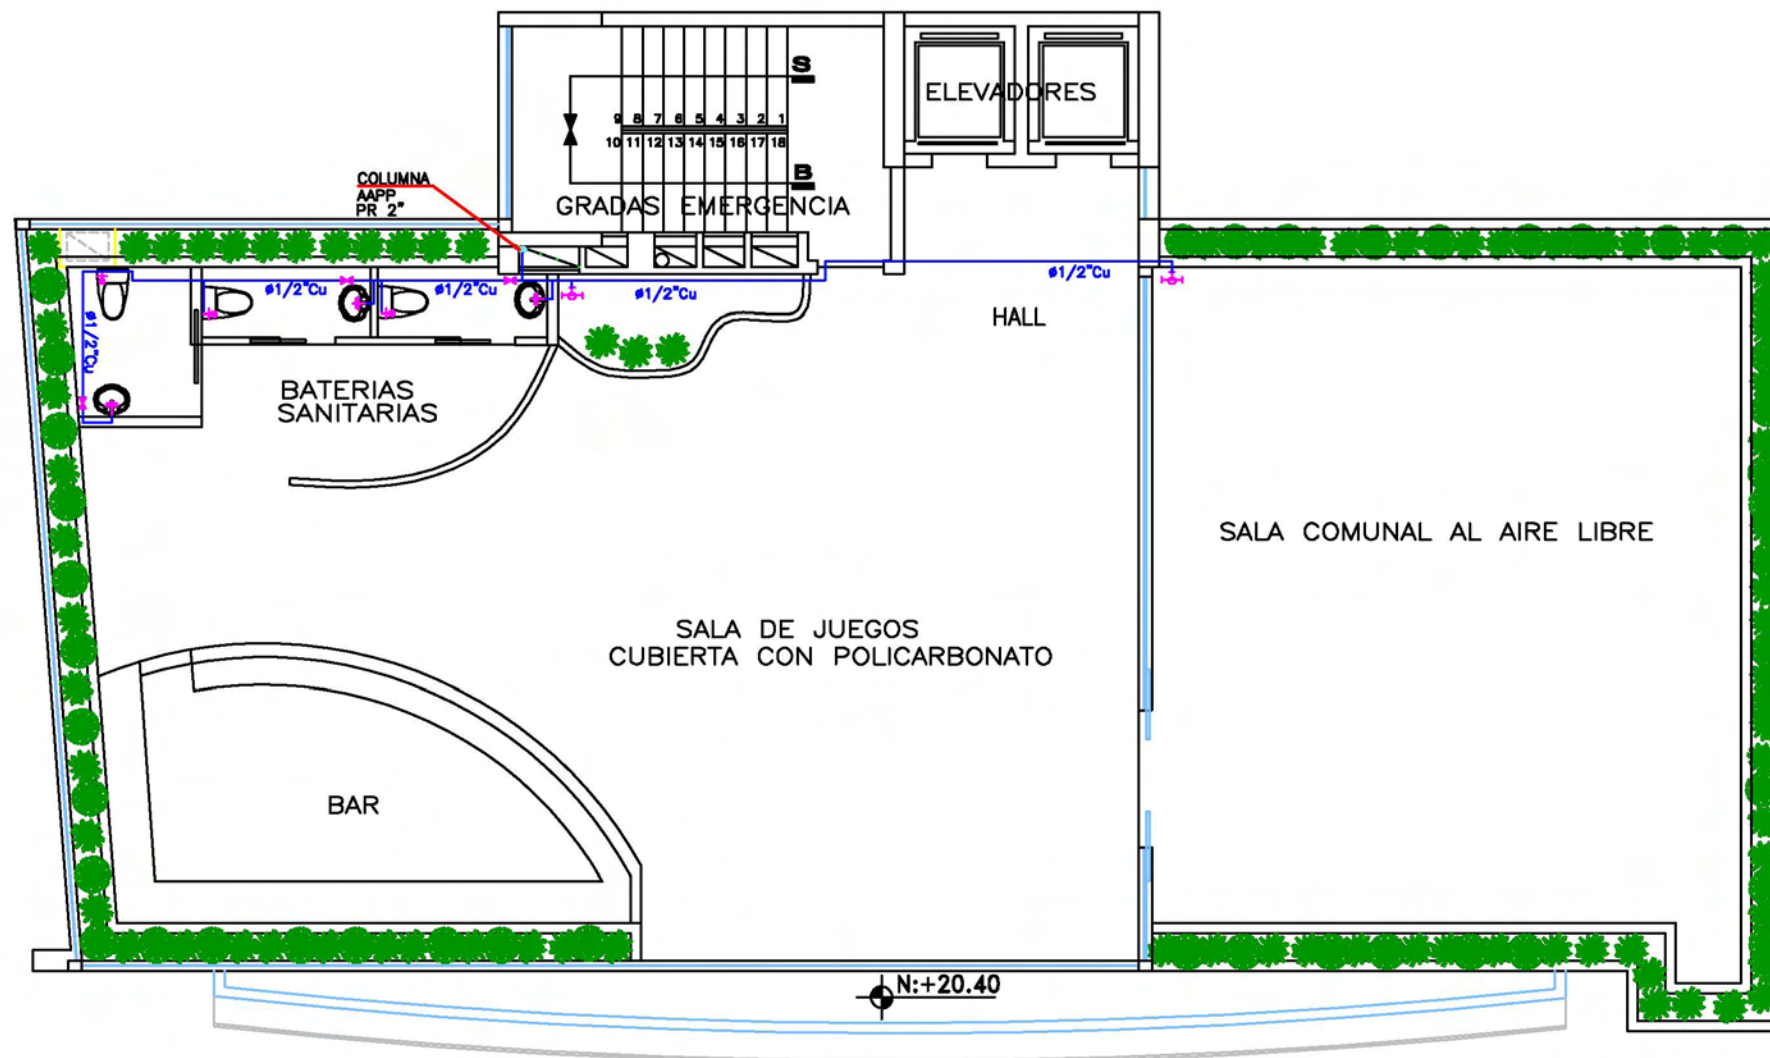 S
ELEVADORES
9 8 7 6 5 4 3 2 1
10 11 12 13 14 15 16 17 18
B
COLUMNA
AAPP
PR 2"
GRADAS EMERGENCIA
ø1/2"Cu
ø1/2"Cu
ø1/2"Cu
ø1/2"Cu
ø1/2"Cu
HALL
BATERIAS
SANITARIAS
SALA COMUNAL AL AIRE LIBRE
SALA DE JUEGOS
CUBIERTA CON POLICARBONATO
BAR
N:+20.40